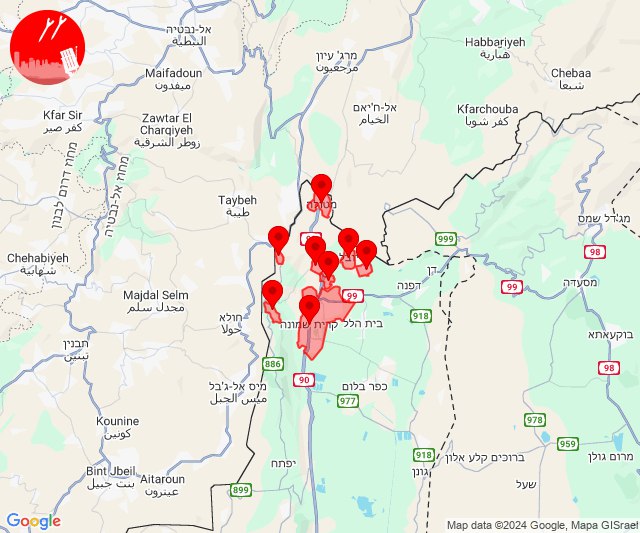 אל-נבטיה
النبطية
Habbariyeh
هبارية
מרג' עיון
مرجعيون
Maifadoun
ميفدون
Chebaa
شبعا
אל-ח'יאם
الخيام
Kfarchouba
كفر شوبا
Kfar Sir
كفر صير
Zawtar El
Charqiyeh
زوطر الشرقية
מחוז דרום לבנון
מחוז אל-נבטיה
Taybeh
طيبة
מטולה
מג'דל שמס
999
98
Chehabiyeh
شهابية
דן
99
דפנה
99
מסעדה
Majdal Selm
مجدل سلم
חולא
حولا
קרית שמונה
בית הלל
918
בוקעאתא
תבנין
تبنين
886
98
מיס אל-ג'בל
ميس الجبل
90
כפר בלום
977
Kounine
كونين
978
959
Bint Jbeil
بنت جبيل
Aitaroun
عيترون
יפתח
918
גונן
ברוכים קלע אלון
מרום גולן
899
שעל
Google
Map data ©2024 Google, Mapa GISrael